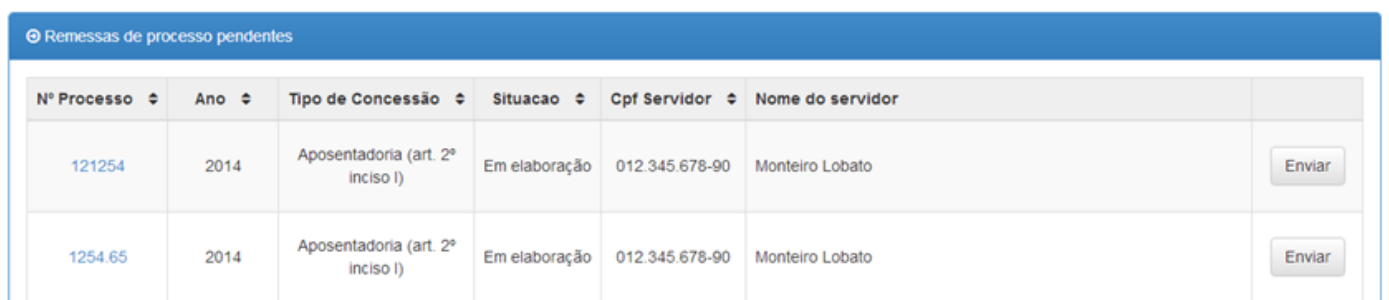 Remessas de processo pendentes
Nº Processo Ano Tipo de Concessão Situacao Cpf Servidor Nome do servidor
121254 2014 Aposentadoria (art. 2º inciso I) Em elaboração 012.345.678-90 Monteiro Lobato Enviar
1254.65 2014 Aposentadoria (art. 2º inciso I) Em elaboração 012.345.678-90 Monteiro Lobato Enviar